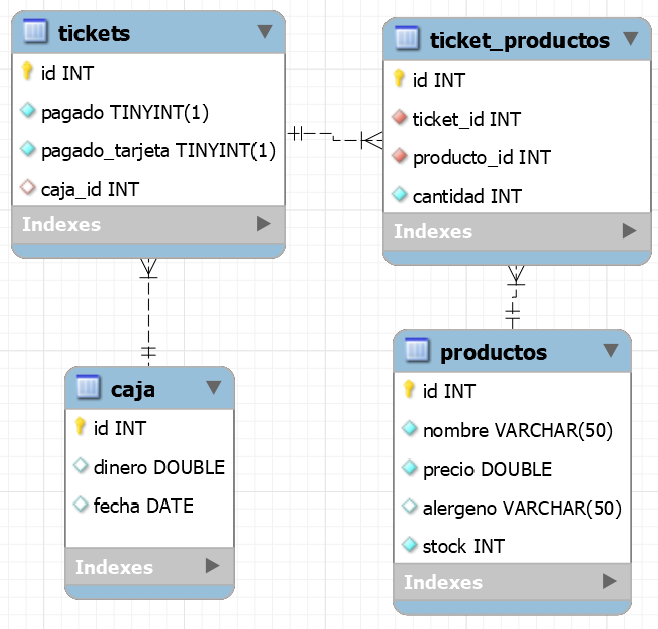 tickets
id INT
pagado TINYINT(1)
pagado_tarjeta TINYINT(1)
caja_id INT
Indexes
ticket_productos
id INT
ticket_id INT
producto_id INT
cantidad INT
Indexes
caja
id INT
dinero DOUBLE
fecha DATE
Indexes
productos
id INT
nombre VARCHAR(50)
precio DOUBLE
alergeno VARCHAR(50)
stock INT
Indexes